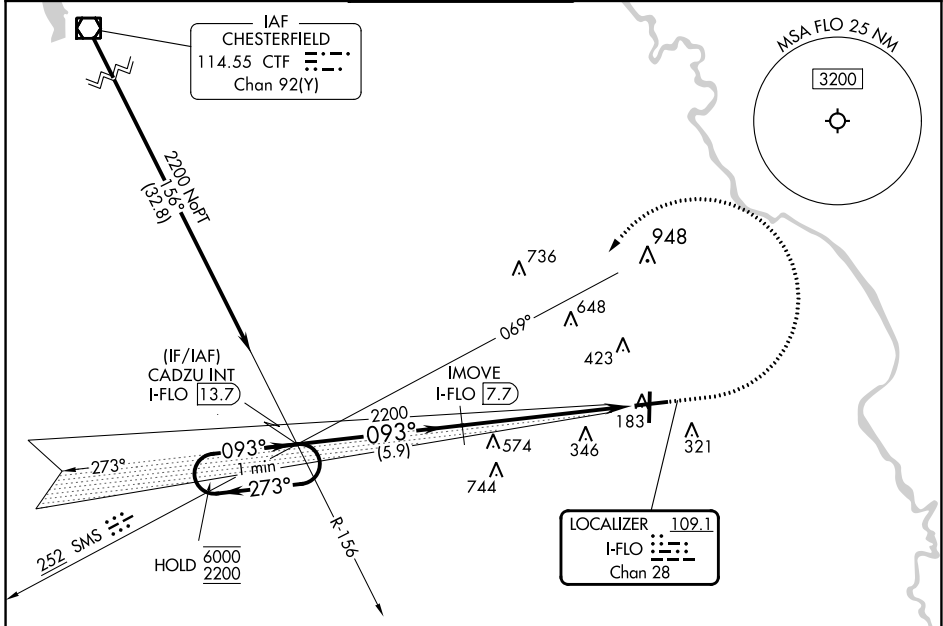 IAF
CHESTERFIELD
114.55 CTF
Chan 92(Y)
MSA FLO 25 NM
3200
2200 NoPT
156°
(32.8)
948
736
648
069°
423
(IF/IAF)
CADZU INT
I-FLO 13.7
IMOVE
I-FLO 7.7
2200
183
093°
093°
(5.9)
574
346
321
273°
1 min
273°
744
252 SMS
R-156
HOLD 6000
2200
LOCALIZER 109.1
I-FLO
Chan 28